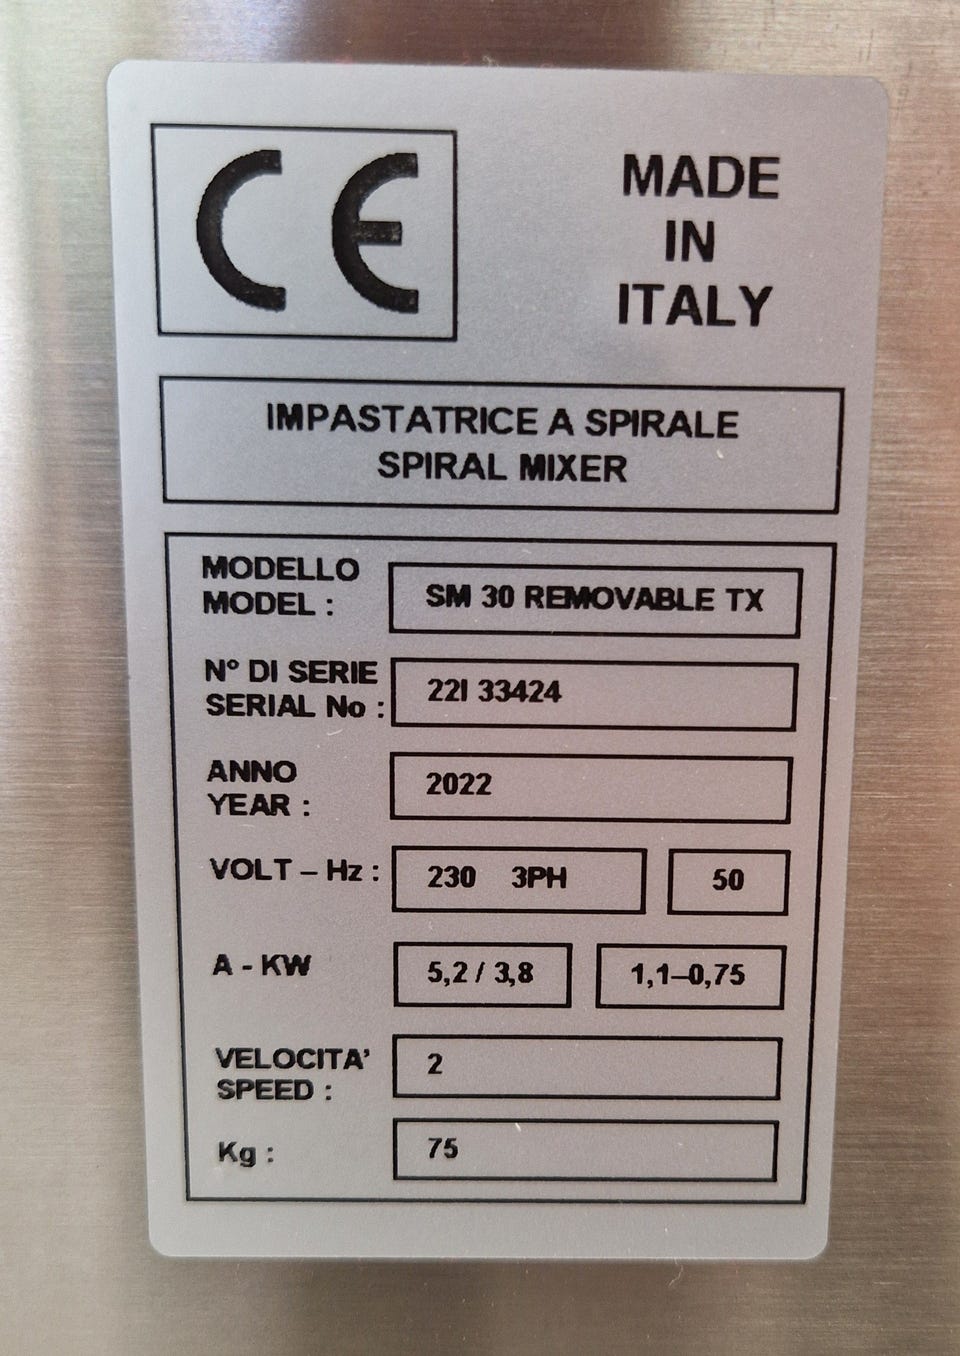 CE
MADE
IN
ITALY
IMPASTATRICE A SPIRALE
SPIRAL MIXER
MODELLO
MODEL :
SM 30 REMOVABLE TX
N° DI SERIE
SERIAL No :
22I 33424
ANNO
YEAR :
2022
VOLT – Hz : 230 3PH 50
A - KW 5,2 / 3,8 1,1–0,75
VELOCITA'
SPEED :
2
Kg : 75